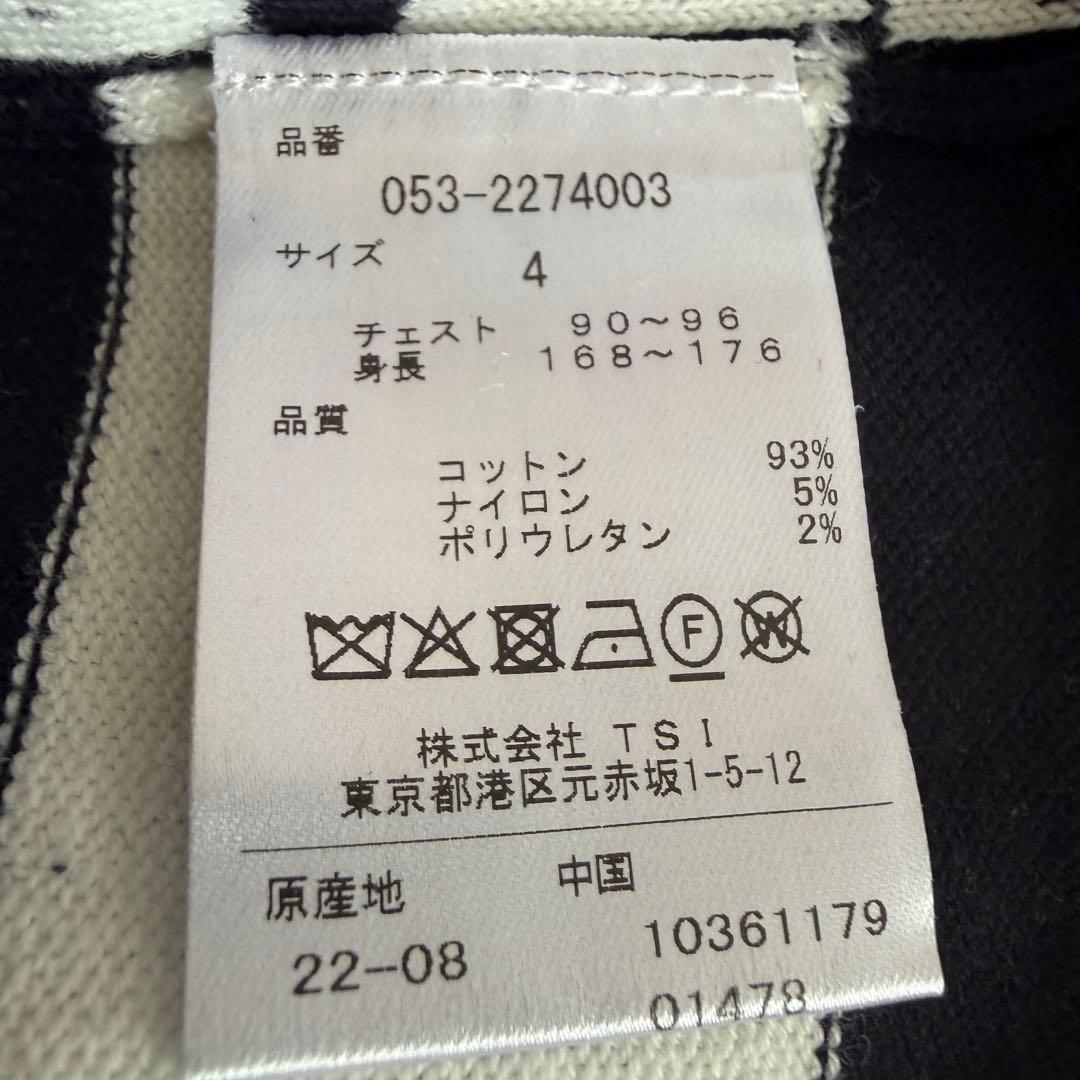 品番
053-2274003
サイズ 4
チェスト 90～96
身長 168～176
品質
コットン 93%
ナイロン 5%
ポリウレタン 2%
F W
株式会社 TSI
東京都港区元赤坂1-5-12
原産地 中国
22-08 10361179
01478